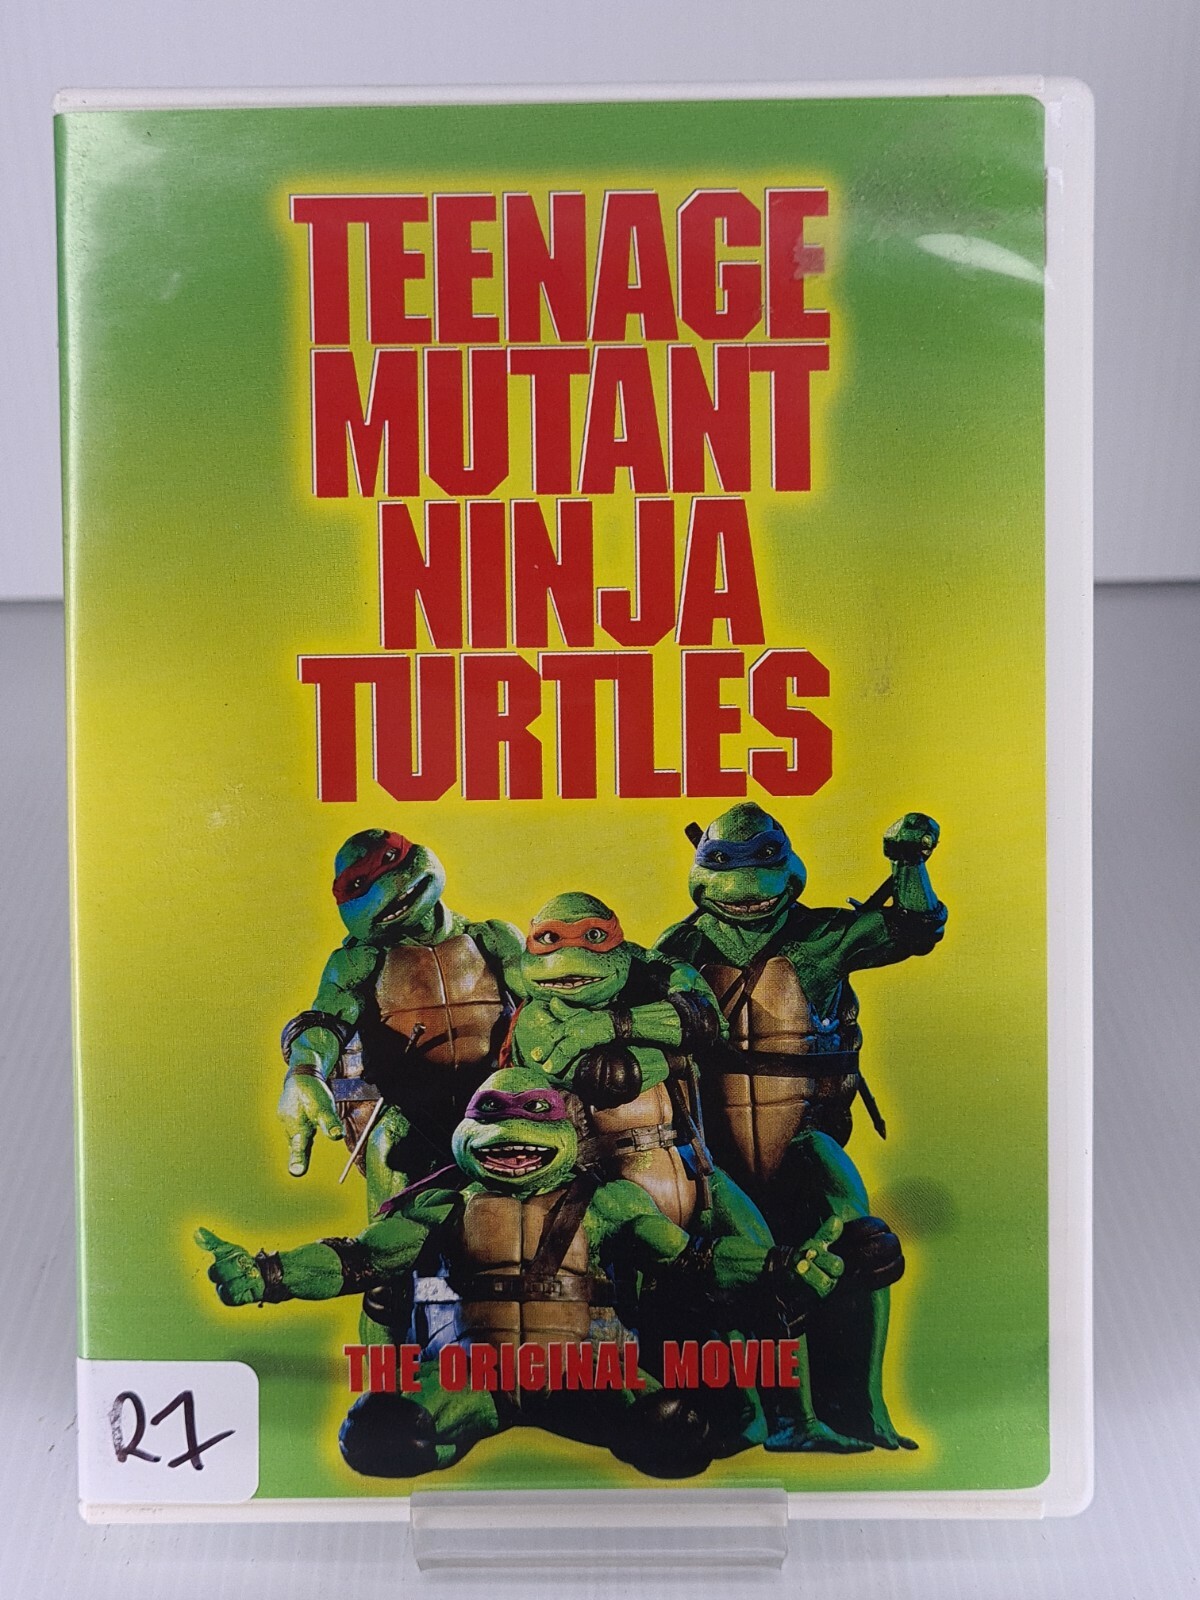 TEENAGE
MUTANT
NINJA
TURTLES
THE ORIGINAL MOVIE
R1